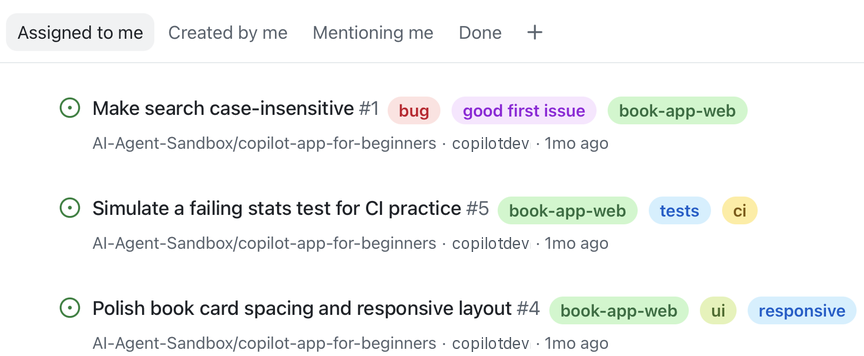 Assigned to me Created by me Mentioning me Done +
Make search case-insensitive #1 bug good first issue book-app-web
AI-Agent-Sandbox/copilot-app-for-beginners · copilotdev · 1mo ago
Simulate a failing stats test for CI practice #5 book-app-web tests ci
AI-Agent-Sandbox/copilot-app-for-beginners · copilotdev · 1mo ago
Polish book card spacing and responsive layout #4 book-app-web ui responsive
AI-Agent-Sandbox/copilot-app-for-beginners · copilotdev · 1mo ago